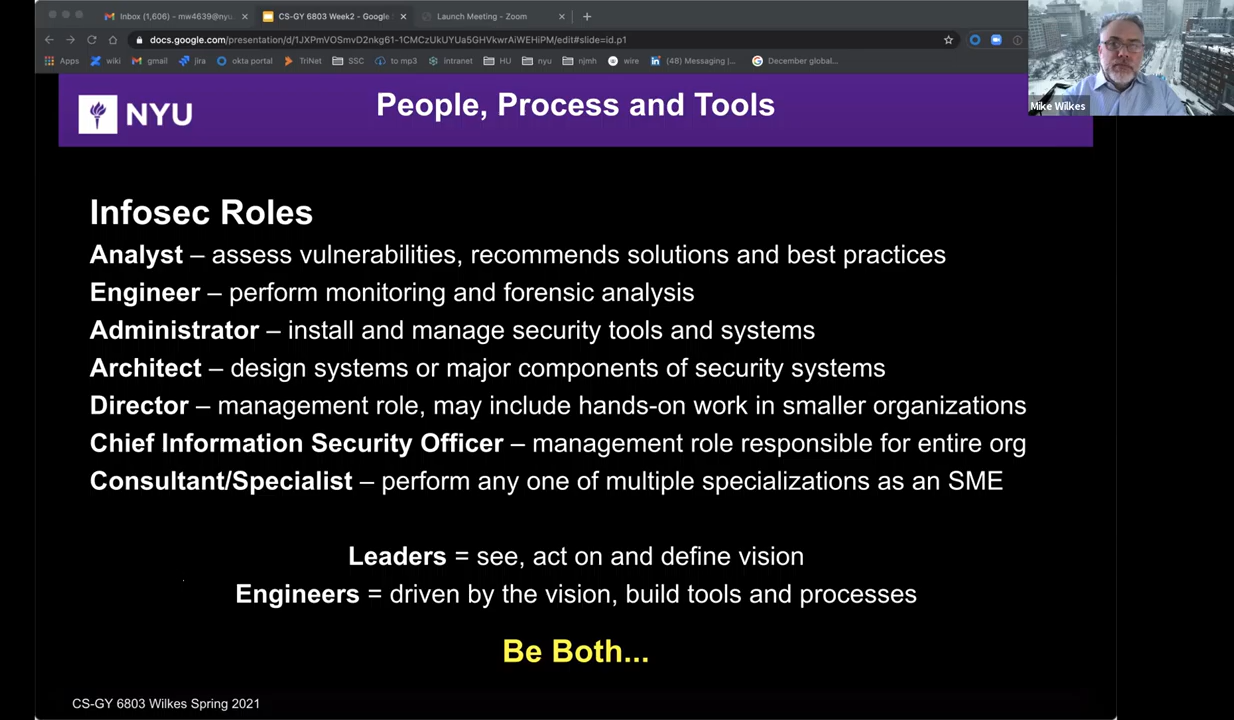 Inbox (1,606) - mw4639@nyu.
CS-GY 6803 Week2 - Google
Launch Meeting - Zoom
docs.google.com/presentation/d/1JXPmVOSmvD2nkg61-1CMCzUkUYUa5GHVkwrAiWEHiPM/edit#slide=id.p1
Apps wiki gmail jira okta portal TriNet SSC to mp3 intranet HU nyu njmh wire (48) Messaging |... December global...
Mike Wilkes
NYU
People, Process and Tools
Infosec Roles
Analyst – assess vulnerabilities, recommends solutions and best practices
Engineer – perform monitoring and forensic analysis
Administrator – install and manage security tools and systems
Architect – design systems or major components of security systems
Director – management role, may include hands-on work in smaller organizations
Chief Information Security Officer – management role responsible for entire org
Consultant/Specialist – perform any one of multiple specializations as an SME
Leaders = see, act on and define vision
Engineers = driven by the vision, build tools and processes
Be Both...
CS-GY 6803 Wilkes Spring 2021